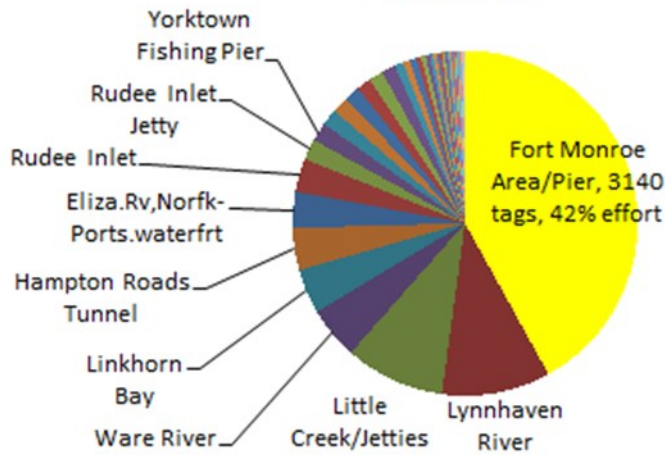 Yorktown
Fishing Pier
Rudee Inlet
Jetty
Rudee Inlet
Eliza.Rv,Norfk-
Ports.waterfrt
Hampton Roads
Tunnel
Linkhorn
Bay
Ware River
Little
Creek/Jetties
Lynnhaven
River
Fort Monroe
Area/Pier, 3140
tags, 42% effort